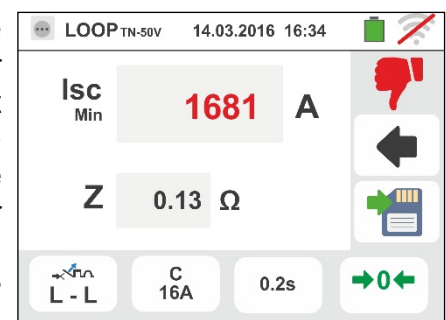 LOOP TN-50V 14.03.2016 16:34
Isc 1681 A
Min
Z 0.13 Ω
L - L
C
16A
0.2s
→0←